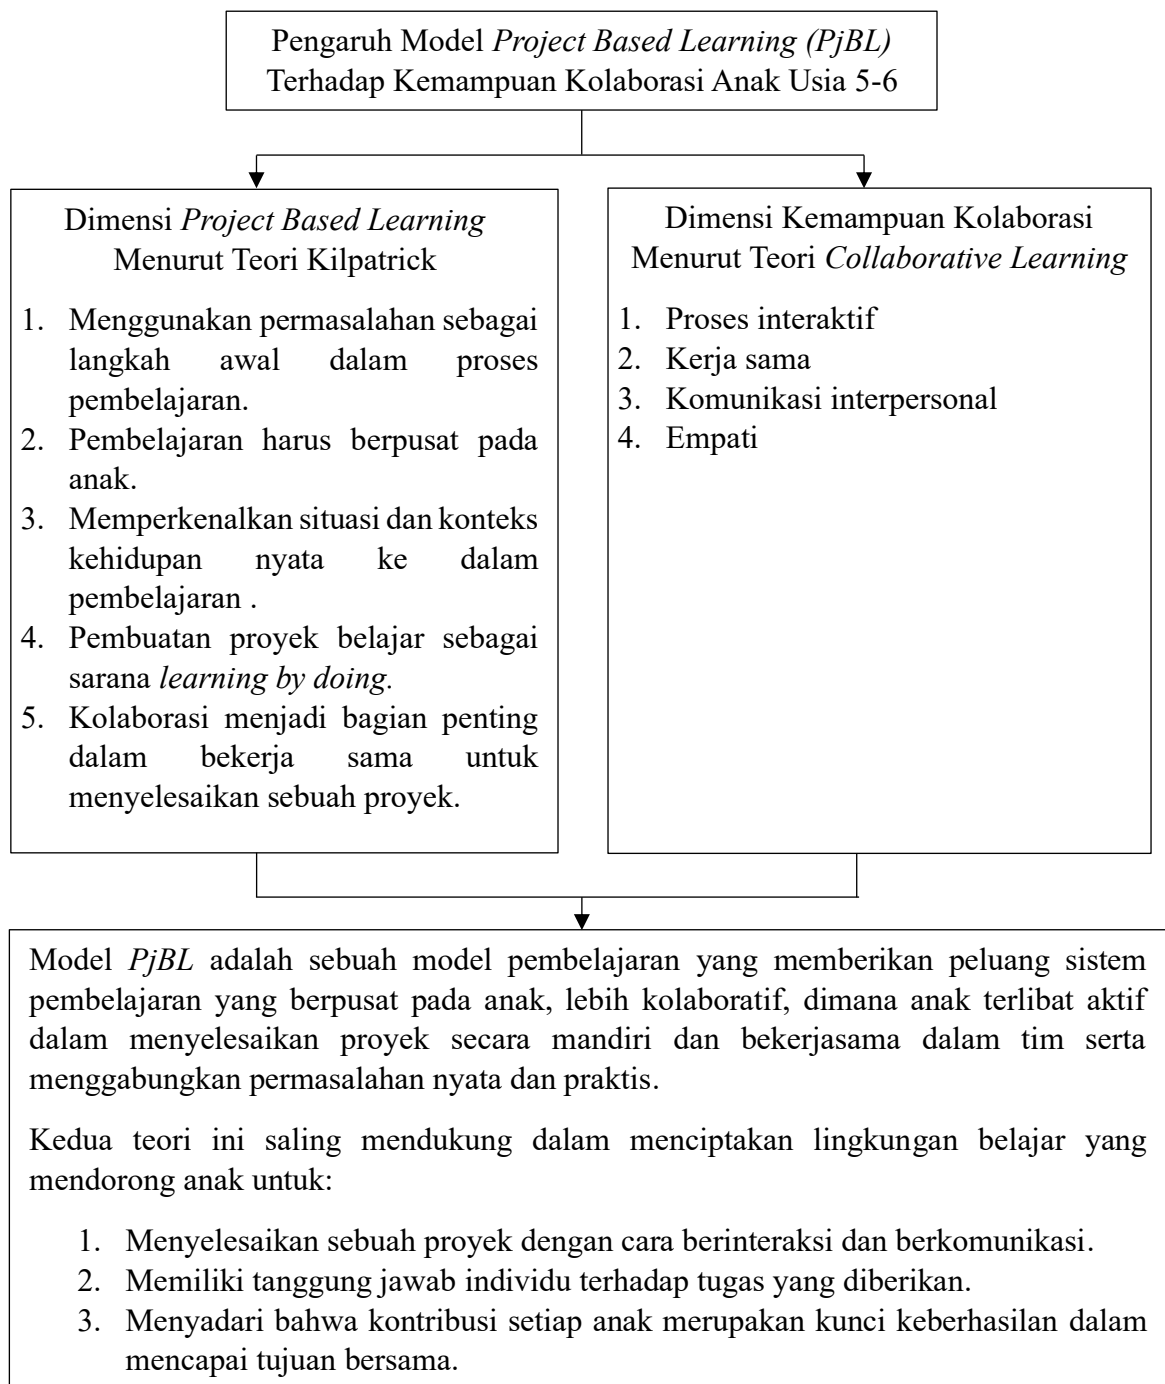 Pengaruh Model Project Based Learning (PjBL)
Terhadap Kemampuan Kolaborasi Anak Usia 5-6
Dimensi Project Based Learning
Menurut Teori Kilpatrick
1. Menggunakan permasalahan sebagai
langkah awal dalam proses
pembelajaran.
2. Pembelajaran harus berpusat pada
anak.
3. Memperkenalkan situasi dan konteks
kehidupan nyata ke dalam
pembelajaran .
4. Pembuatan proyek belajar sebagai
sarana learning by doing.
5. Kolaborasi menjadi bagian penting
dalam bekerja sama untuk
menyelesaikan sebuah proyek.
Dimensi Kemampuan Kolaborasi
Menurut Teori Collaborative Learning
1. Proses interaktif
2. Kerja sama
3. Komunikasi interpersonal
4. Empati
Model PjBL adalah sebuah model pembelajaran yang memberikan peluang sistem
pembelajaran yang berpusat pada anak, lebih kolaboratif, dimana anak terlibat aktif
dalam menyelesaikan proyek secara mandiri dan bekerjasama dalam tim serta
menggabungkan permasalahan nyata dan praktis.
Kedua teori ini saling mendukung dalam menciptakan lingkungan belajar yang
mendorong anak untuk:
1. Menyelesaikan sebuah proyek dengan cara berinteraksi dan berkomunikasi.
2. Memiliki tanggung jawab individu terhadap tugas yang diberikan.
3. Menyadari bahwa kontribusi setiap anak merupakan kunci keberhasilan dalam
mencapai tujuan bersama.